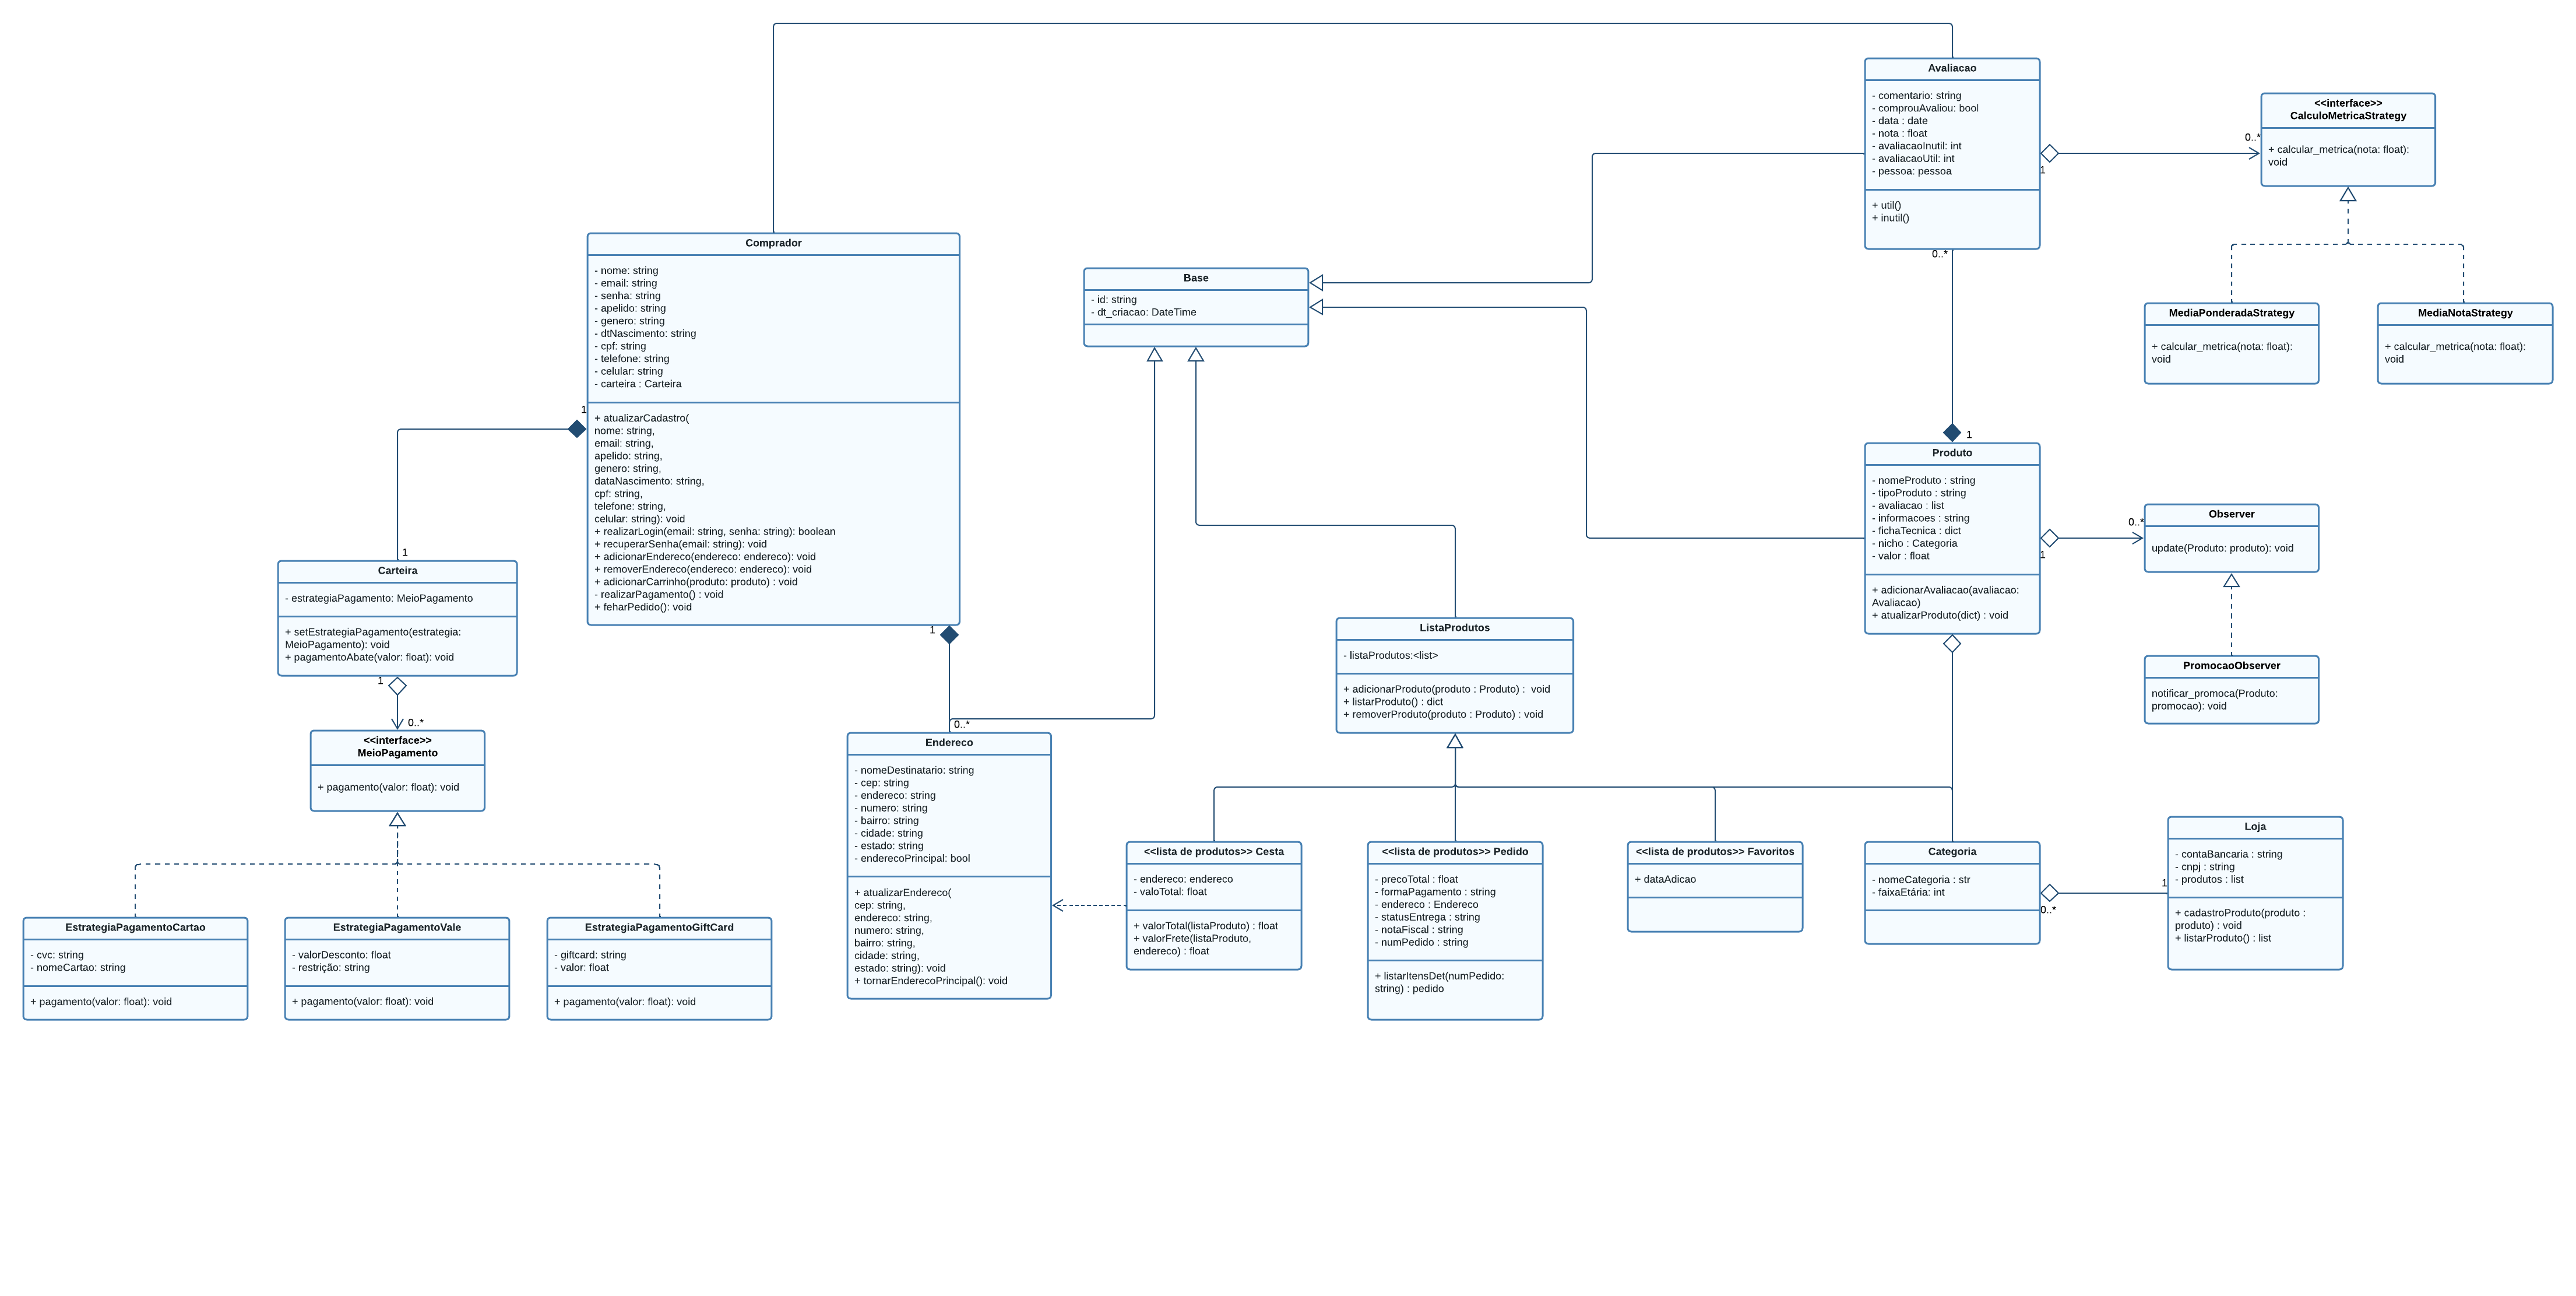 Avaliacao
- comentario: string
- comprouAvaliou: bool
- data : date
- nota : float
- avaliacaoInutil: int
- avaliacaoUtil: int
- pessoa: pessoa
+ util()
+ inutil()
0..*
1
0..*
<<interface>>
CalculoMetricaStrategy
+ calcular_metrica(nota: float):
void
MediaPonderadaStrategy
+ calcular_metrica(nota: float):
void
MediaNotaStrategy
+ calcular_metrica(nota: float):
void
Comprador
- nome: string
- email: string
- senha: string
- apelido: string
- genero: string
- dtNascimento: string
- cpf: string
- telefone: string
- celular: string
- carteira : Carteira
+ atualizarCadastro(
nome: string,
email: string,
apelido: string,
genero: string,
dataNascimento: string,
cpf: string,
telefone: string,
celular: string): void
+ realizarLogin(email: string, senha: string): boolean
+ recuperarSenha(email: string): void
+ adicionarEndereco(endereco: endereco): void
+ removerEndereco(endereco: endereco): void
+ adicionarCarrinho(produto: produto) : void
- realizarPagamento() : void
+ feharPedido(): void
1
1
1
0..*
Base
- id: string
- dt_criacao: DateTime
1
Produto
- nomeProduto : string
- tipoProduto : string
- avaliacao : list
- informacoes : string
- fichaTecnica : dict
- nicho : Categoria
- valor : float
+ adicionarAvaliacao(avaliacao:
Avaliacao)
+ atualizarProduto(dict) : void
1
0..*
Observer
update(Produto: produto): void
PromocaoObserver
notificar_promoca(Produto:
promocao): void
Carteira
- estrategiaPagamento: MeioPagamento
+ setEstrategiaPagamento(estrategia:
MeioPagamento): void
+ pagamentoAbate(valor: float): void
1
0..*
<<interface>>
MeioPagamento
+ pagamento(valor: float): void
ListaProdutos
- listaProdutos:<list>
+ adicionarProduto(produto : Produto) :  void
+ listarProduto() : dict
+ removerProduto(produto : Produto) : void
EstrategiaPagamentoCartao
- cvc: string
- nomeCartao: string
+ pagamento(valor: float): void
EstrategiaPagamentoVale
- valorDesconto: float
- restrição: string
+ pagamento(valor: float): void
EstrategiaPagamentoGiftCard
- giftcard: string
- valor: float
+ pagamento(valor: float): void
Endereco
- nomeDestinatario: string
- cep: string
- endereco: string
- numero: string
- bairro: string
- cidade: string
- estado: string
- enderecoPrincipal: bool
+ atualizarEndereco(
cep: string,
endereco: string,
numero: string,
bairro: string,
cidade: string,
estado: string): void
+ tornarEnderecoPrincipal(): void
<<lista de produtos>> Cesta
- endereco: endereco
- valoTotal: float
+ valorTotal(listaProduto) : float
+ valorFrete(listaProduto,
endereco) : float
<<lista de produtos>> Pedido
- precoTotal : float
- formaPagamento : string
- endereco : Endereco
- statusEntrega : string
- notaFiscal : string
- numPedido : string
+ listarItensDet(numPedido:
string) : pedido
<<lista de produtos>> Favoritos
+ dataAdicao
Categoria
- nomeCategoria : str
- faixaEtária: int
0..*
1
Loja
- contaBancaria : string
- cnpj : string
- produtos : list
+ cadastroProduto(produto :
produto) : void
+ listarProduto() : list